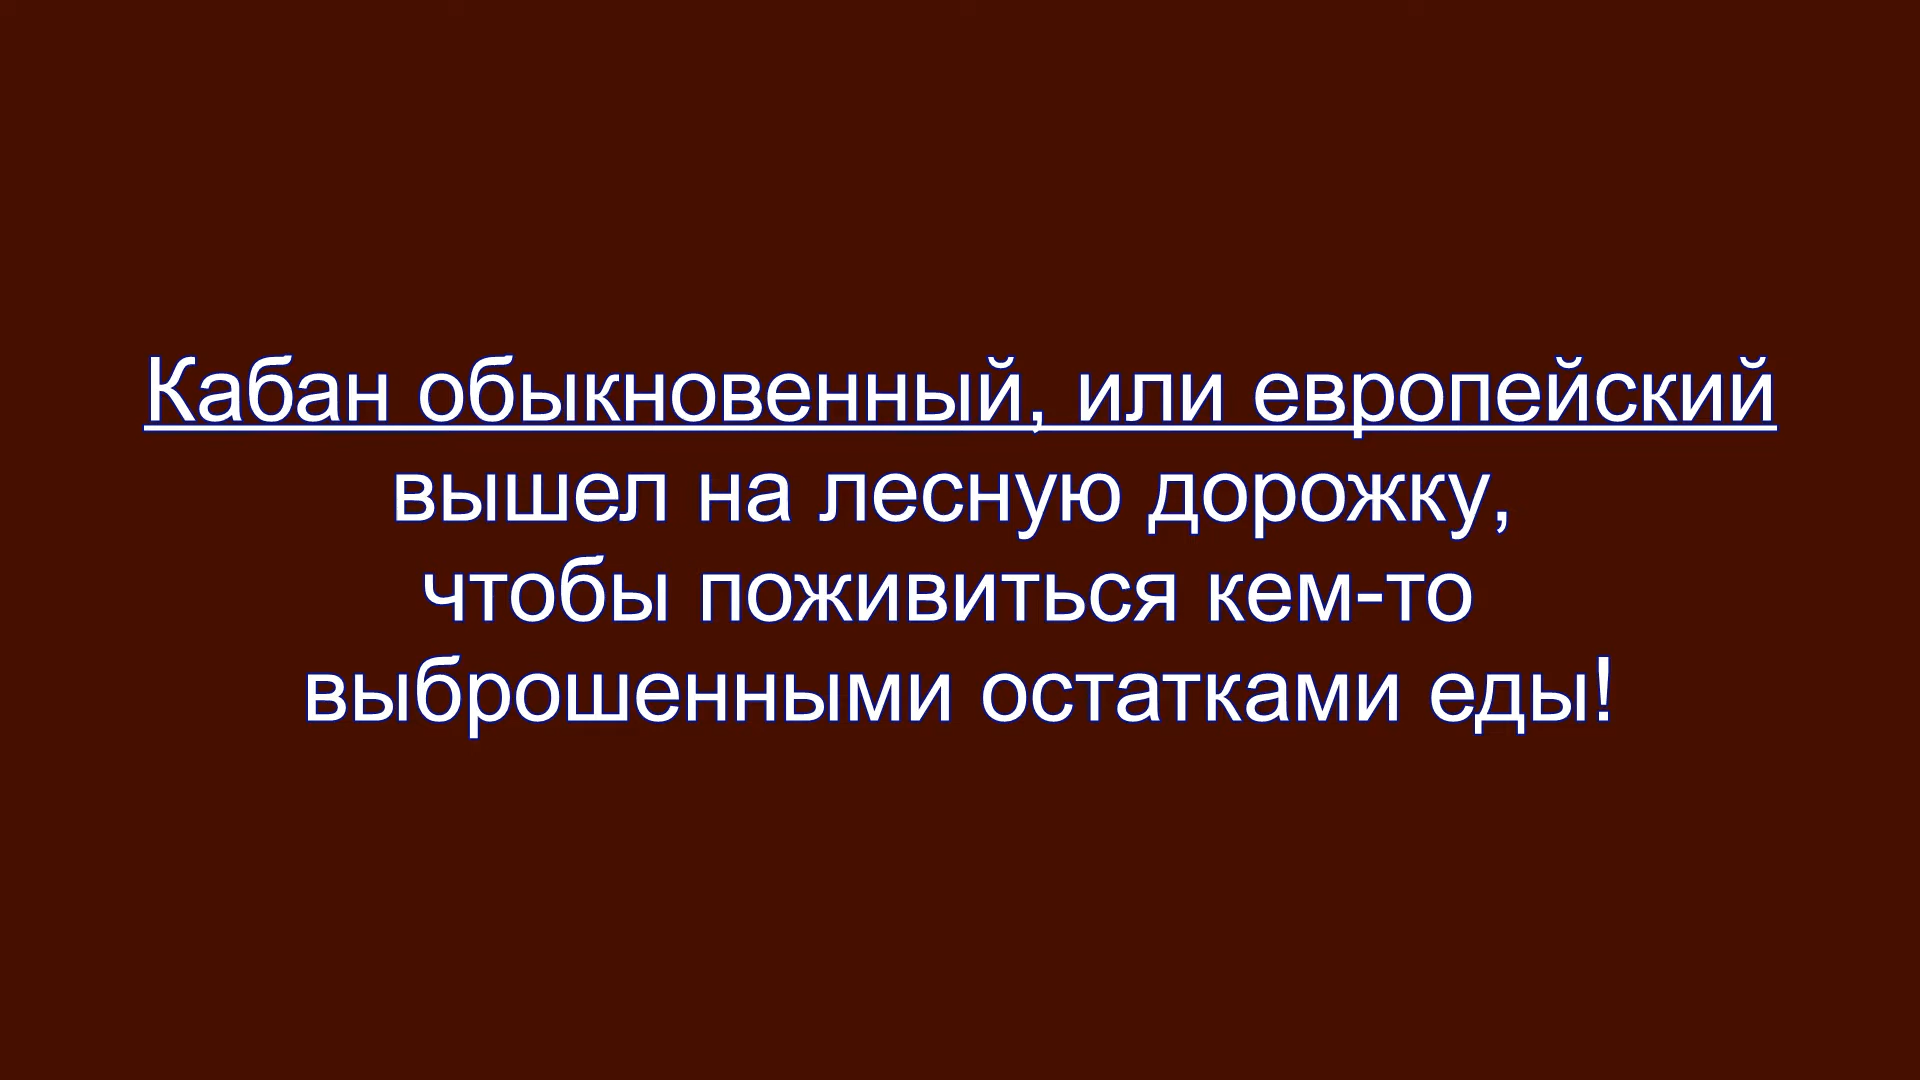 Кабан обыкновенный, или европейский
вышел на лесную дорожку,
чтобы поживиться кем-то
выброшенными остатками еды!